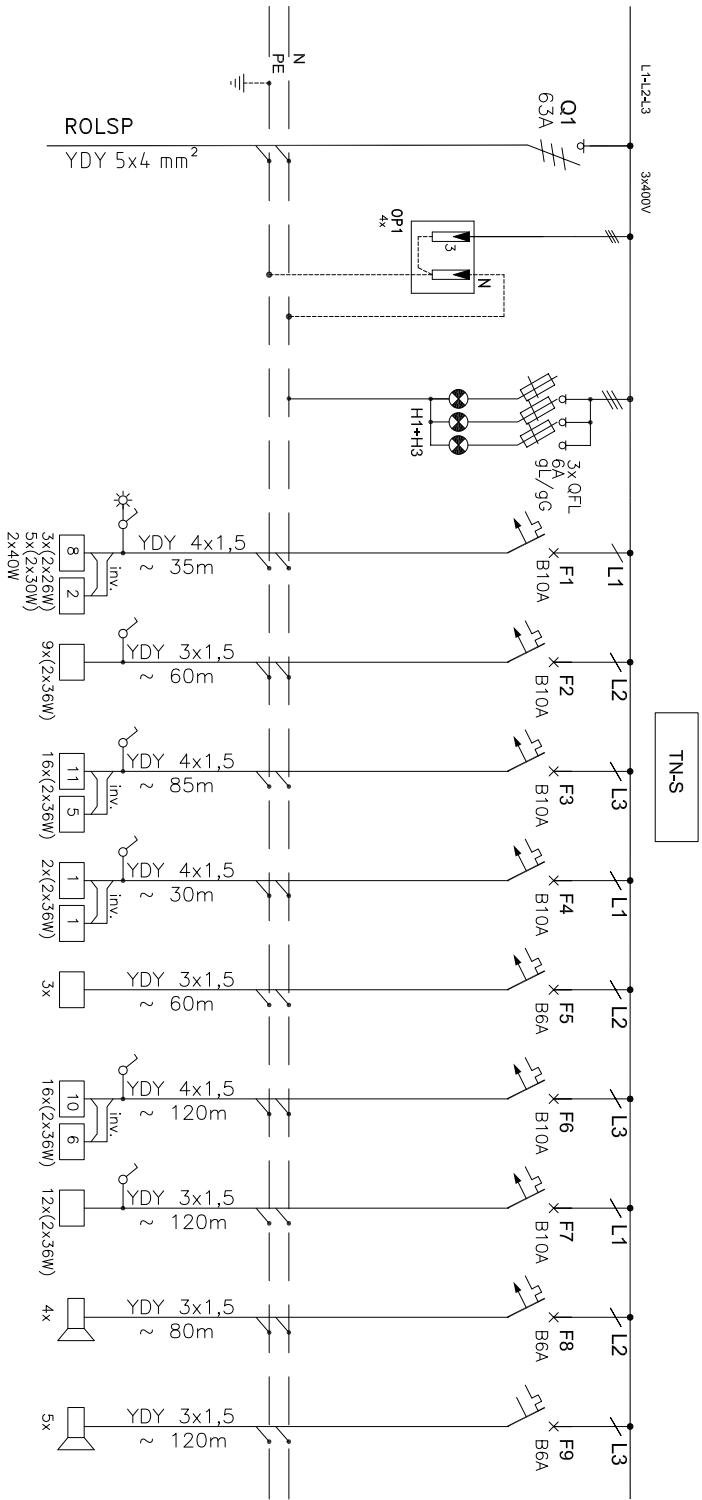 L1-L2-L3
3x400V
TN-S
N
PE
Q1
63A
ROLSP
YDY 5x4 mm²
OP1
4x
3
N
H1÷H3
3xQFL
6A
gL/gG
L1
F1
B10A
YDY 4x1,5
~ 35m
inv.
8
2
3x(2x26W)
5x(2x30W)
2x40W
L2
F2
B10A
YDY 3x1,5
~ 60m
9x(2x36W)
L3
F3
B10A
YDY 4x1,5
~ 85m
inv.
11
5
16x(2x36W)
L1
F4
B10A
YDY 4x1,5
~ 30m
inv.
1
1
2x(2x36W)
L2
F5
B6A
YDY 3x1,5
~ 60m
3x
L3
F6
B10A
YDY 4x1,5
~ 120m
inv.
10
6
16x(2x36W)
L1
F7
B10A
YDY 3x1,5
~ 120m
12x(2x36W)
L2
F8
B6A
YDY 3x1,5
~ 80m
4x
L3
F9
B6A
YDY 3x1,5
~ 120m
5x